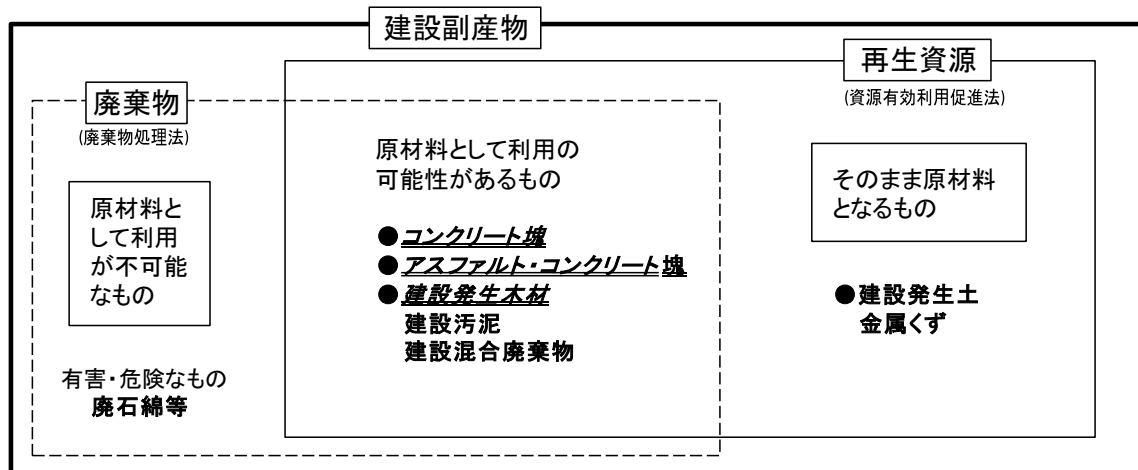 建設副産物
再生資源
(資源有効利用促進法)
廃棄物
(廃棄物処理法)
原材料として利用の
可能性があるもの
そのまま原材料
となるもの
原材料と
して利用
が不可能
なもの
●コンクリート塊
●アスファルト・コンクリート塊
●建設発生木材
建設汚泥
建設混合廃棄物
●建設発生土
金属くず
有害・危険なもの
廃石綿等